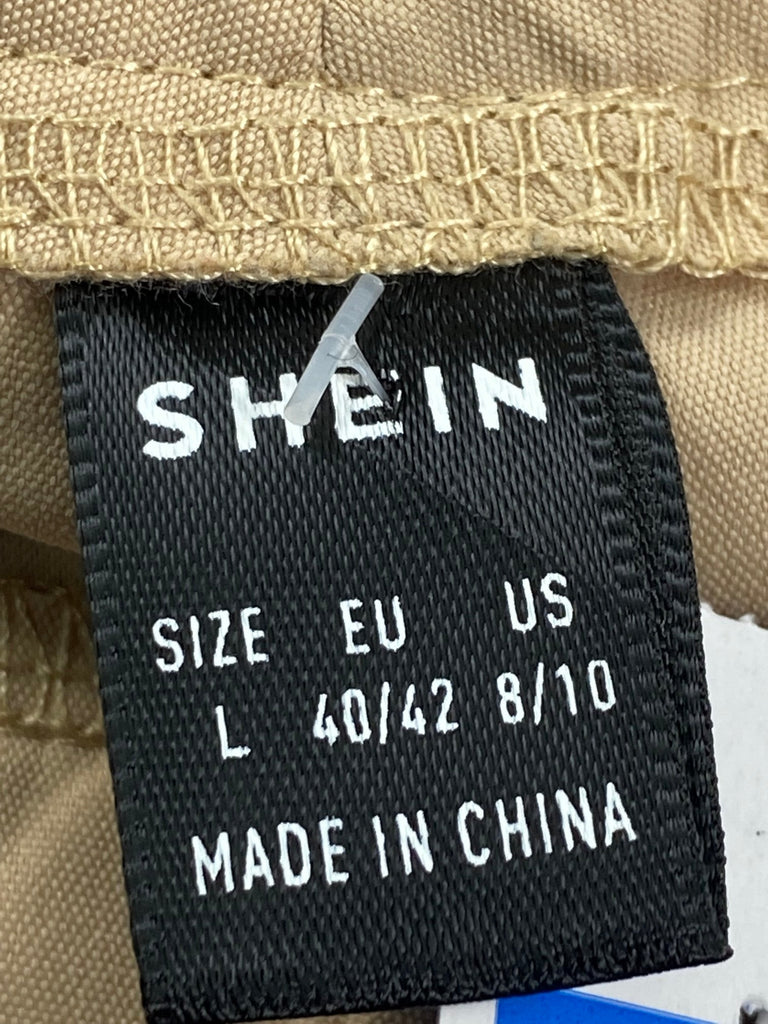 SHEIN
SIZE EU US
L 40/42 8/10
MADE IN CHINA